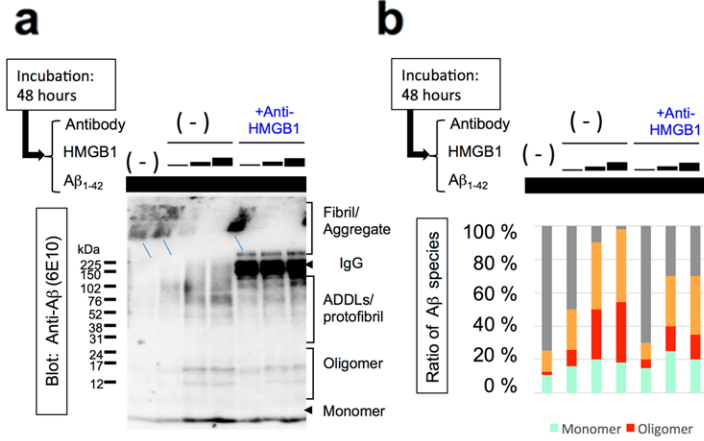 a
Incubation:
48 hours
Antibody
HMGB1
Aβ1-42
(-)
(-)
+Anti-
HMGB1
Blot: Anti-Aβ (6E10)
kDa
225
150
102
76
52
38
31
24
17
12
Fibril/
Aggregate
IgG
ADDLs/
protofibril
Oligomer
Monomer
b
Incubation:
48 hours
Antibody
HMGB1
Aβ1-42
(-)
(-)
+Anti-
HMGB1
Ratio of Aβ species
100 %
80 %
60 %
40 %
20 %
0 %
Monomer Oligomer